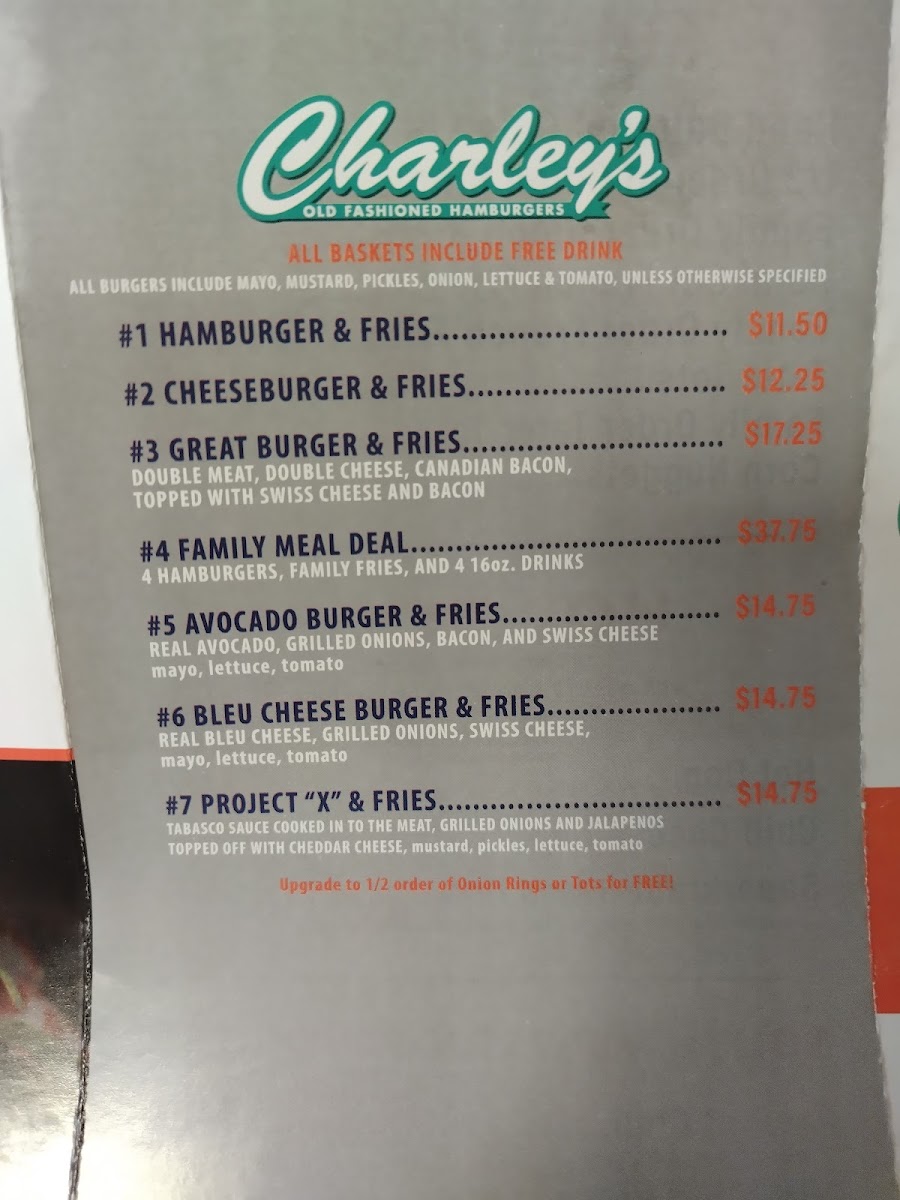 Charley's
OLD FASHIONED HAMBURGERS
ALL BASKETS INCLUDE FREE DRINK
ALL BURGERS INCLUDE MAYO, MUSTARD, PICKLES, ONION, LETTUCE & TOMATO, UNLESS OTHERWISE SPECIFIED
#1 HAMBURGER & FRIES................................ $11.50
#2 CHEESEBURGER & FRIES............................ $12.25
#3 GREAT BURGER & FRIES............................ $17.25
DOUBLE MEAT, DOUBLE CHEESE, CANADIAN BACON,
TOPPED WITH SWISS CHEESE AND BACON
#4 FAMILY MEAL DEAL.................................. $37.75
4 HAMBURGERS, FAMILY FRIES, AND 4 16oz. DRINKS
#5 AVOCADO BURGER & FRIES........................ $14.75
REAL AVOCADO, GRILLED ONIONS, BACON, AND SWISS CHEESE
mayo, lettuce, tomato
#6 BLEU CHEESE BURGER & FRIES................... $14.75
REAL BLEU CHEESE, GRILLED ONIONS, SWISS CHEESE,
mayo, lettuce, tomato
#7 PROJECT “X” & FRIES............................... $14.75
TABASCO SAUCE COOKED IN TO THE MEAT, GRILLED ONIONS AND JALAPENOS
TOPPED OFF WITH CHEDDAR CHEESE, mustard, pickles, lettuce, tomato
Upgrade to 1/2 order of Onion Rings or Tots for FREE!